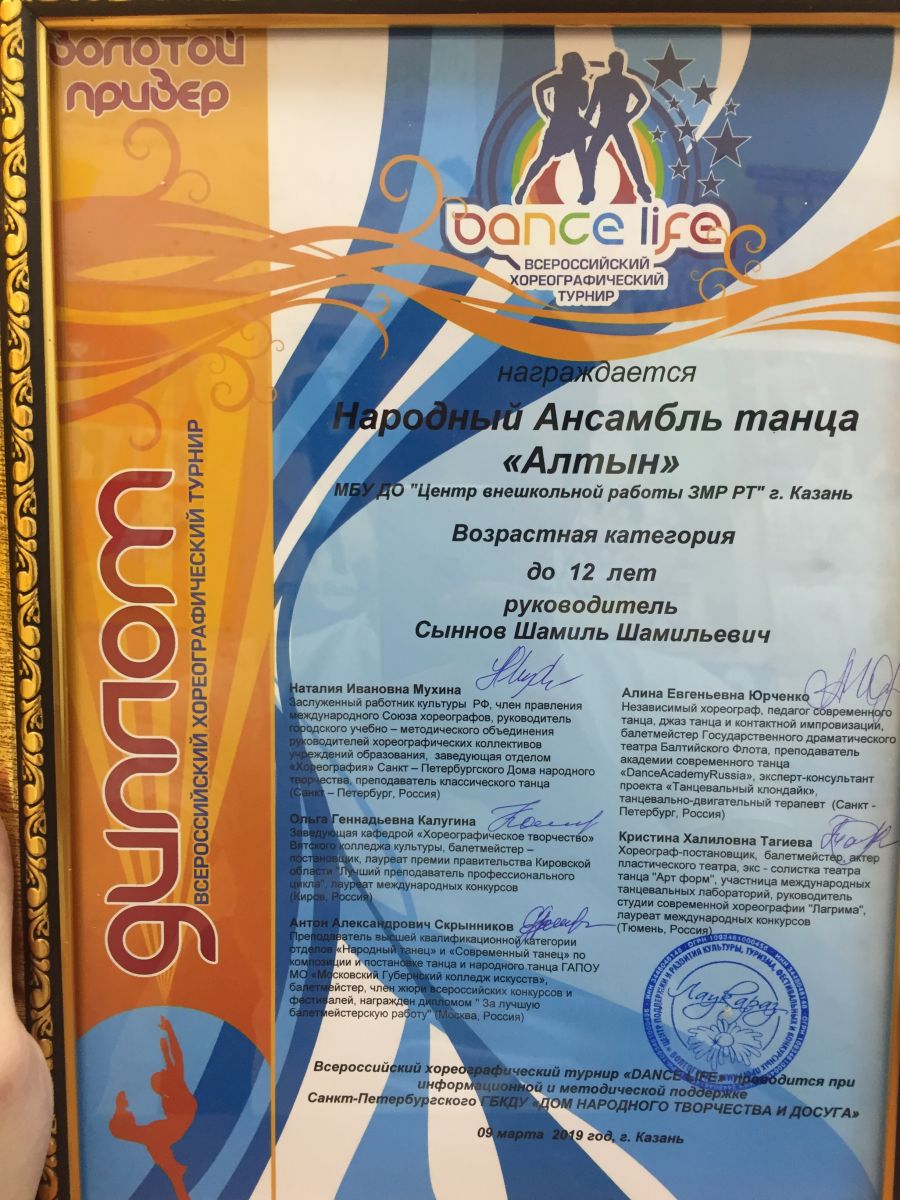 золотой
призер
DANCE LIFE
ВСЕРОССИЙСКИЙ
ХОРЕОГРАФИЧЕСКИЙ
ТУРНИР
диплом
ВСЕРОССИЙСКИЙ ХОРЕОГРАФИЧЕСКИЙ ТУРНИР
награждается
Народный Ансамбль танца
«Алтын»
МБУ ДО "Центр внешкольной работы ЗМР РТ" г. Казань
Возрастная категория
до 12 лет
руководитель
Сыннов Шамиль Шамильевич
Наталия Ивановна Мухина
Заслуженный работник культуры РФ, член правления
международного Союза хореографов, руководитель
городского учебно – методического объединения
руководителей хореографических коллективов
учреждений образования, заведующая отделом
«Хореография» Санкт – Петербургского Дома народного
творчества, преподаватель классического танца
(Санкт – Петербург, Россия)
Ольга Геннадьевна Калугина
Заведующая кафедрой «Хореографическое творчество»
Вятского колледжа культуры, балетмейстер –
постановщик, лауреат премии правительства Кировской
области "Лучший преподаватель профессионального
цикла", лауреат международных конкурсов
(Киров, Россия)
Антон Александрович Скрынников
Преподаватель высшей квалификационной категории
отделов «Народный танец» и «Современный танец» по
композиции и постановке танца и народного танца ГАПОУ
МО «Московский Губернский колледж искусств»,
балетмейстер, член жюри всероссийских конкурсов и
фестивалей, награжден дипломом " За лучшую
балетмейстерскую работу" (Москва, Россия)
Алина Евгеньевна Юрченко
Независимый хореограф, педагог современного
танца, джаз танца и контактной импровизации,
балетмейстер Государственного драматического
театра Балтийского Флота, преподаватель
академии современного танца
«DanceAcademyRussia», эксперт-консультант
проекта «Танцевальный клондайк»,
танцевально-двигательный терапевт (Санкт -
Петербург, Россия)
Кристина Халиловна Тагиева
Хореограф-постановщик, балетмейстер, актер
пластического театра, экс - солистка театра
танца "Арт форм", участница международных
танцевальных лабораторий, руководитель
студии современной хореографии "Лагрима",
лауреат международных конкурсов
(Тюмень, Россия)
Всероссийский хореографический турнир «DANCE LIFE» проводится при
информационной и методической поддержке
Санкт-Петербургского ГБКДУ «ДОМ НАРОДНОГО ТВОРЧЕСТВА И ДОСУГА»
09 марта 2019 год, г. Казань